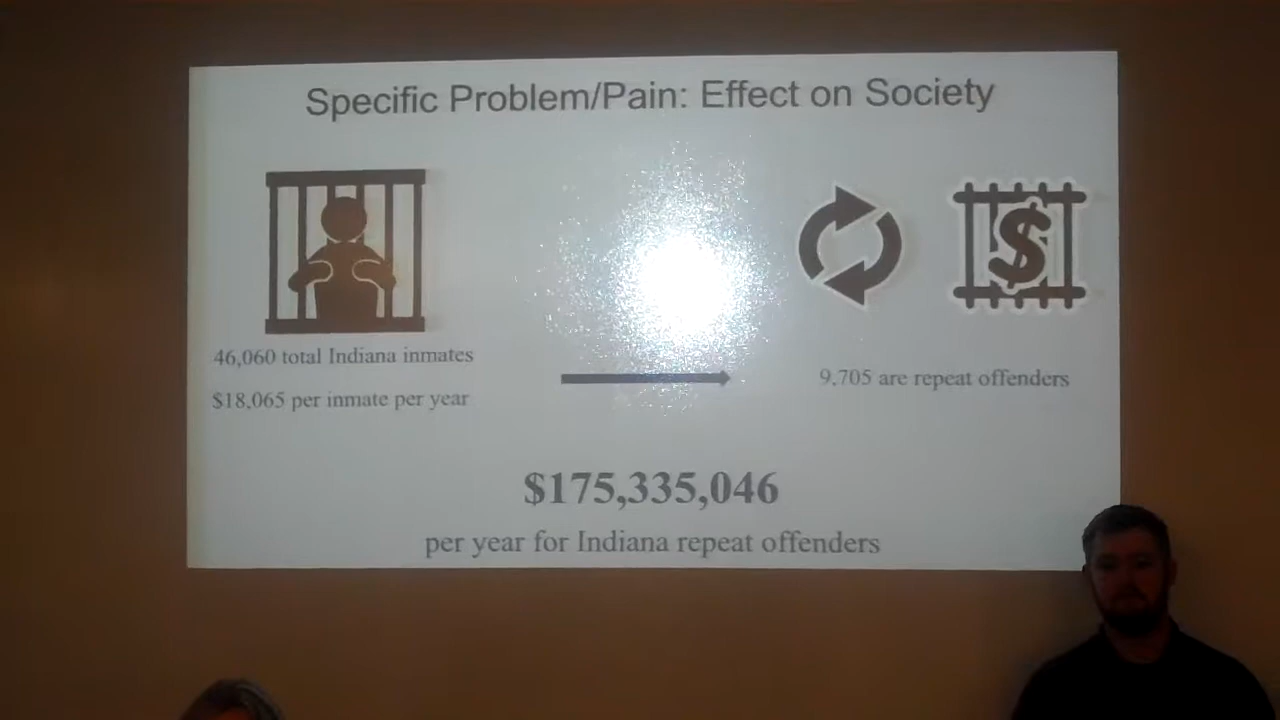 Specific Problem/Pain: Effect on Society
$
46,060 total Indiana inmates
$18,065 per inmate per year
9,705 are repeat offenders
$175,335,046
per year for Indiana repeat offenders